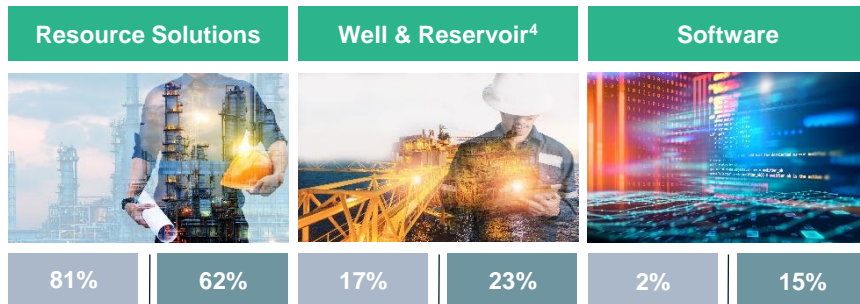 Resource Solutions
Well & Reservoir⁴
Software
81%
62%
17%
23%
2%
15%